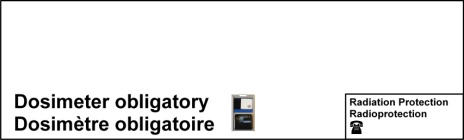 Dosimeter obligatory
Dosimètre obligatoire
Radiation Protection
Radioprotection
☎